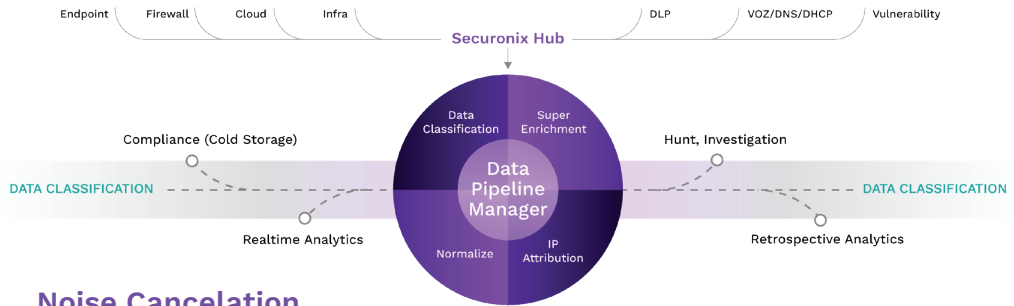 Endpoint
Firewall
Cloud
Infra
DLP
VOZ/DNS/DHCP
Vulnerability
Securonix Hub
Data
Classification
Super
Enrichment
Compliance (Cold Storage)
Hunt, Investigation
Data
Pipeline
Manager
DATA CLASSIFICATION
DATA CLASSIFICATION
Realtime Analytics
Retrospective Analytics
Normalize
IP
Attribution
Noise Cancelation